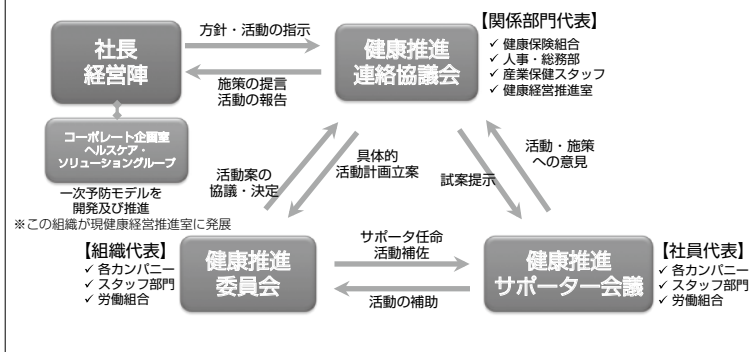 【関係部門代表】
✓ 健康保険組合
✓ 人事・総務部
✓ 産業保健スタッフ
✓ 健康経営推進室
社長
経営陣
方針・活動の指示
施策の提言
活動の報告
健康推進
連絡協議会
コーポレート企画室
ヘルスケア・
ソリューショングループ
一次予防モデルを
開発及び推進
※この組織が現健康経営推進室に発展
活動案の
協議・決定
具体的
活動計画立案
試案提示
活動・施策
への意見
【組織代表】
✓ 各カンパニー
✓ スタッフ部門
✓ 労働組合
健康推進
委員会
サポータ任命
活動補佐
活動の補助
健康推進
サポーター会議
【社員代表】
✓ 各カンパニー
✓ スタッフ部門
✓ 労働組合